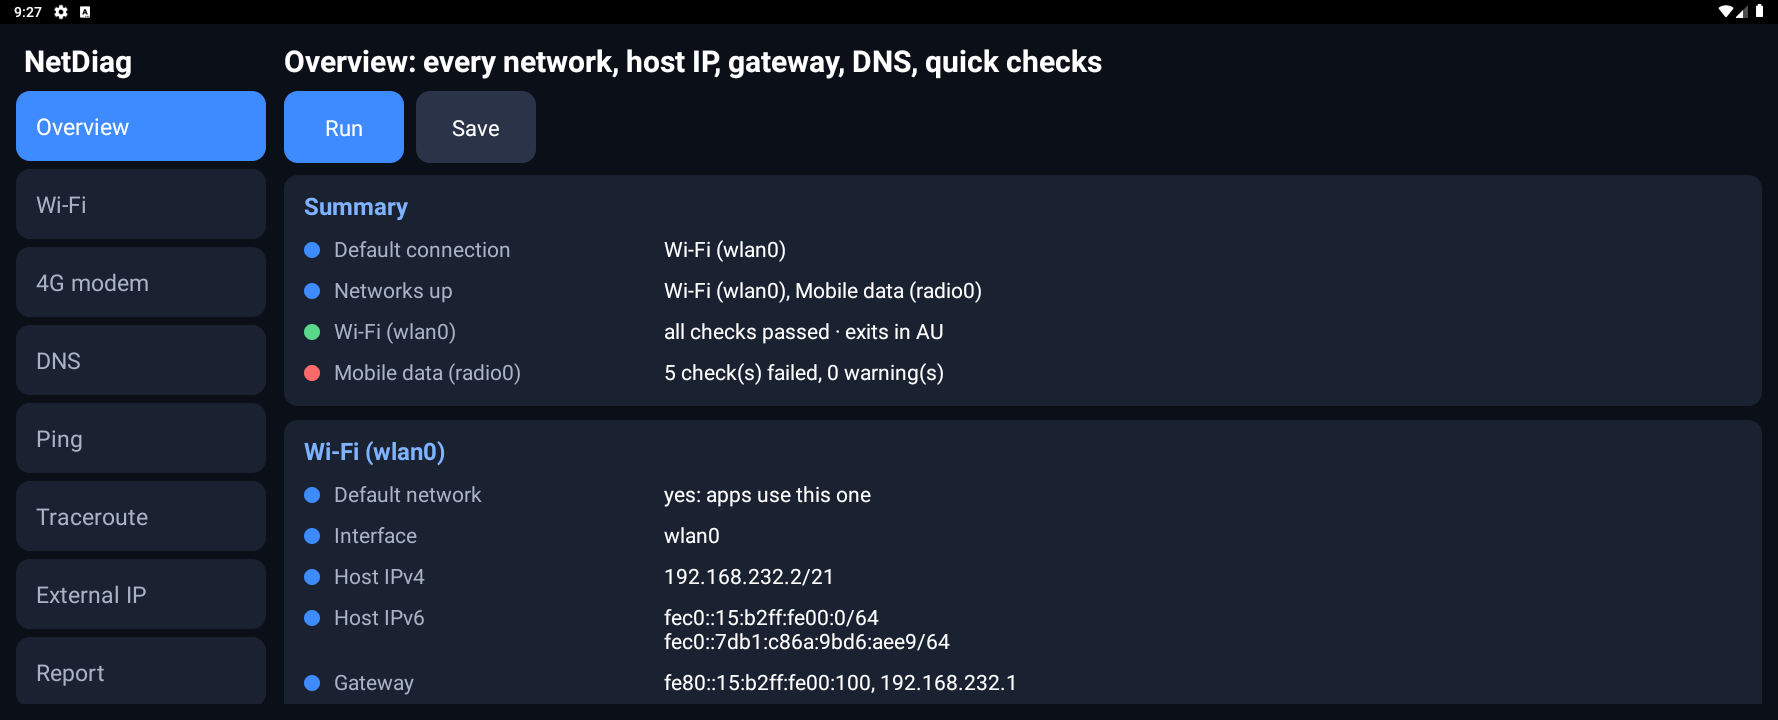 9:27
NetDiag
Overview
Wi-Fi
4G modem
DNS
Ping
Traceroute
External IP
Report
Overview: every network, host IP, gateway, DNS, quick checks
Run
Save
Summary
Default connection Wi-Fi (wlan0)
Networks up Wi-Fi (wlan0), Mobile data (radio0)
Wi-Fi (wlan0) all checks passed · exits in AU
Mobile data (radio0) 5 check(s) failed, 0 warning(s)
Wi-Fi (wlan0)
Default network yes: apps use this one
Interface wlan0
Host IPv4 192.168.232.2/21
Host IPv6 fec0::15:b2ff:fe00:0/64
fec0::7db1:c86a:9bd6:aee9/64
Gateway fe80::15:b2ff:fe00:100, 192.168.232.1